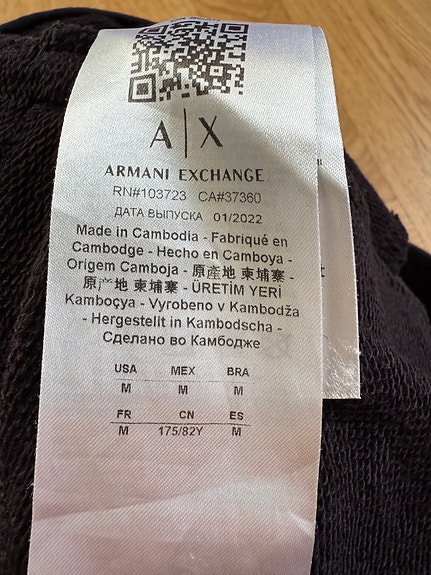 A|X
ARMANI EXCHANGE
RN#103723 CA#37360
ДАТА ВЫПУСКА 01/2022
Made in Cambodia - Fabriqué en
Cambodge - Hecho en Camboya -
Origem Camboja - 原產地 柬埔寨 -
原产地 柬埔寨 - ÜRETİM YERİ
Kamboçya - Vyrobeno v Kambodža
- Hergestellt in Kambodscha -
Сделано во Камбодже
USA MEX BRA
M M M
FR CN ES
M 175/82Y M